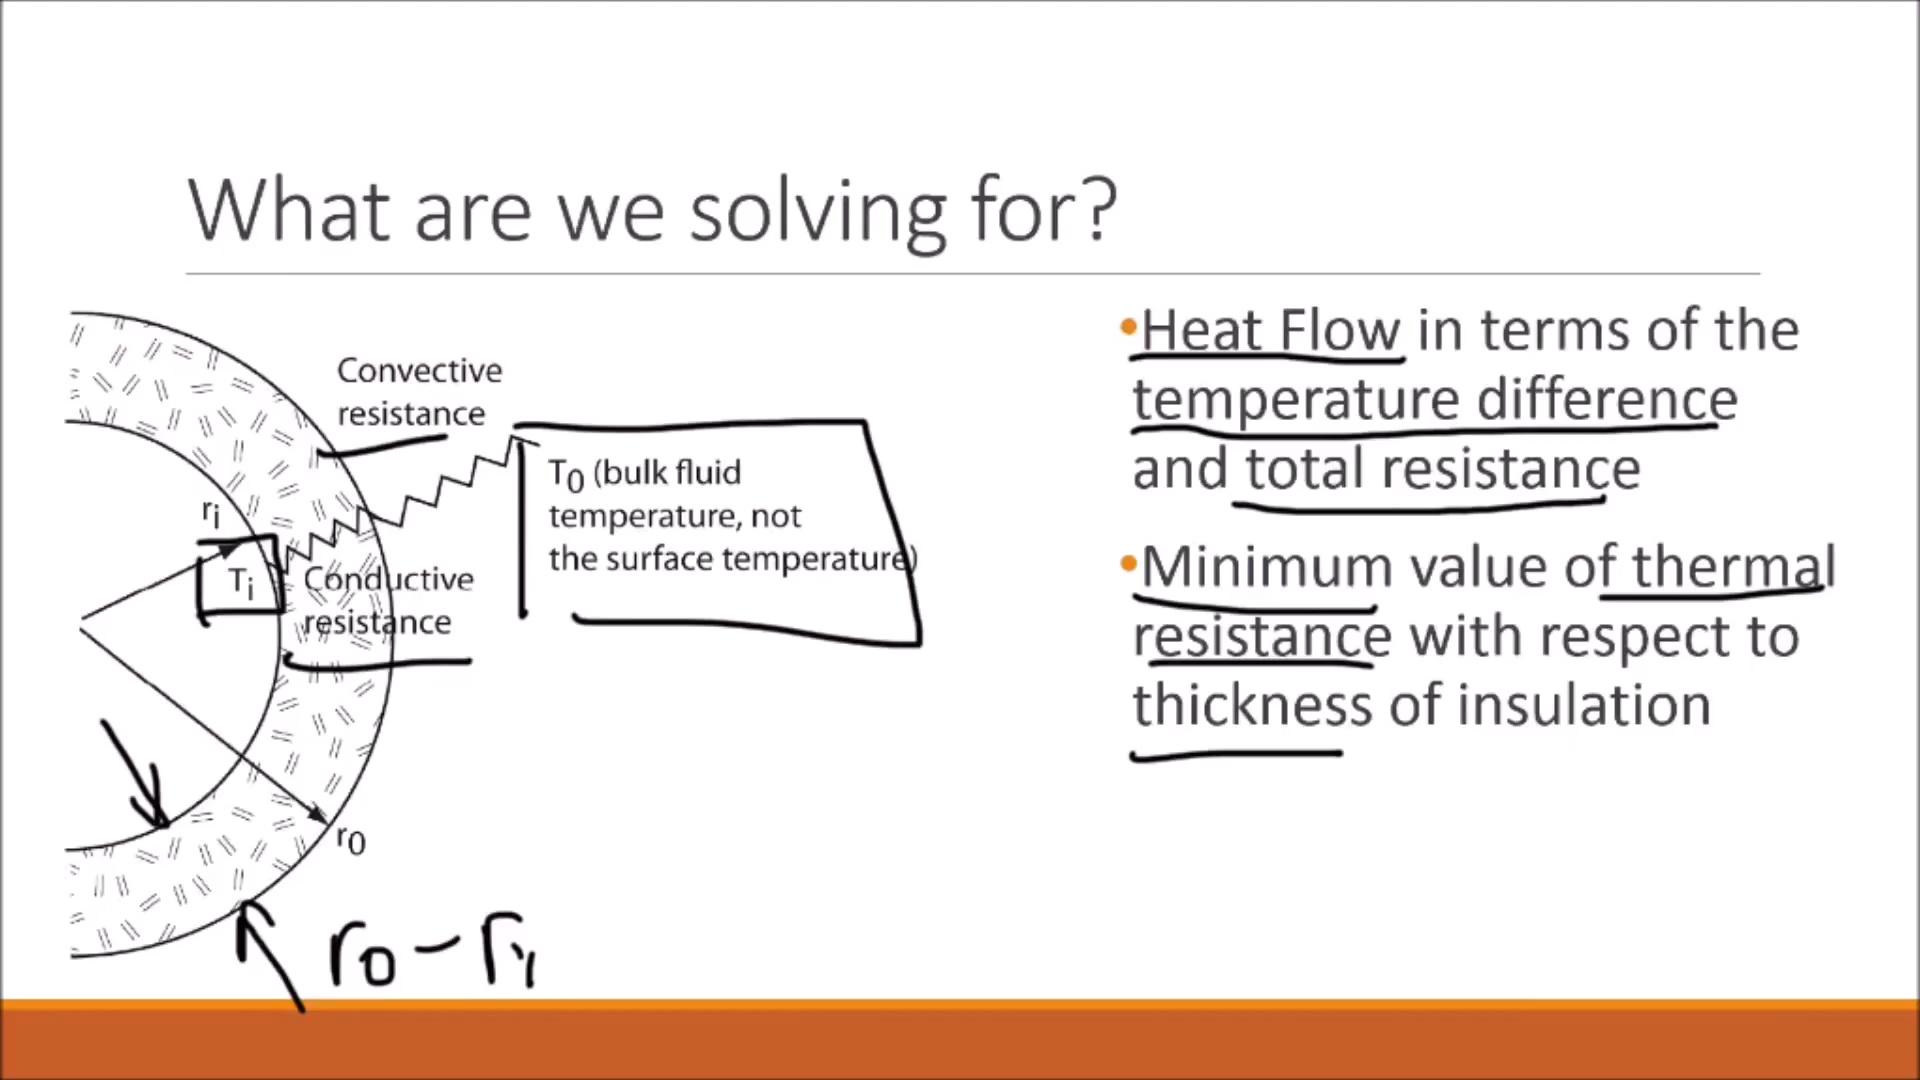 What are we solving for?
Convective
resistance
T0 (bulk fluid
temperature, not
the surface temperature)
ri
Ti
Conductive
resistance
r0
r0 - ri
•Heat Flow in terms of the
temperature difference
and total resistance
•Minimum value of thermal
resistance with respect to
thickness of insulation